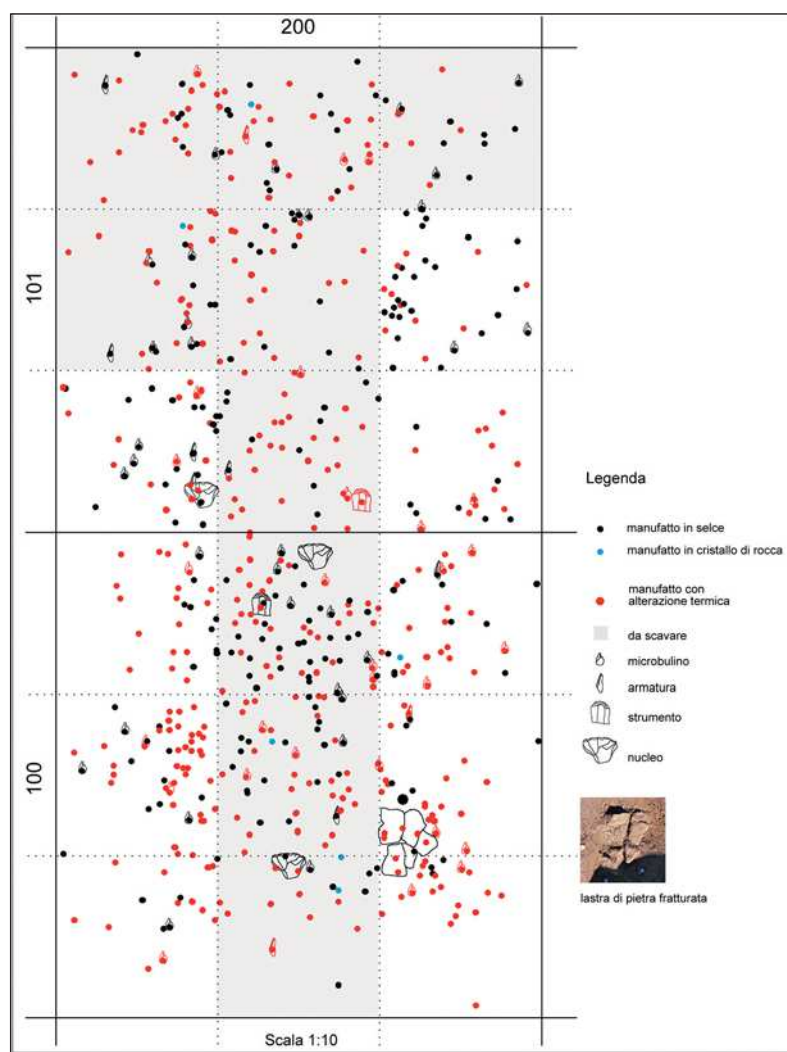 200
101
100
Scala 1:10
Legenda
manufatto in selce
manufatto in cristallo di rocca
manufatto con
alterazione termica
da scavare
microbulino
armatura
strumento
nucleo
lastra di pietra fratturata